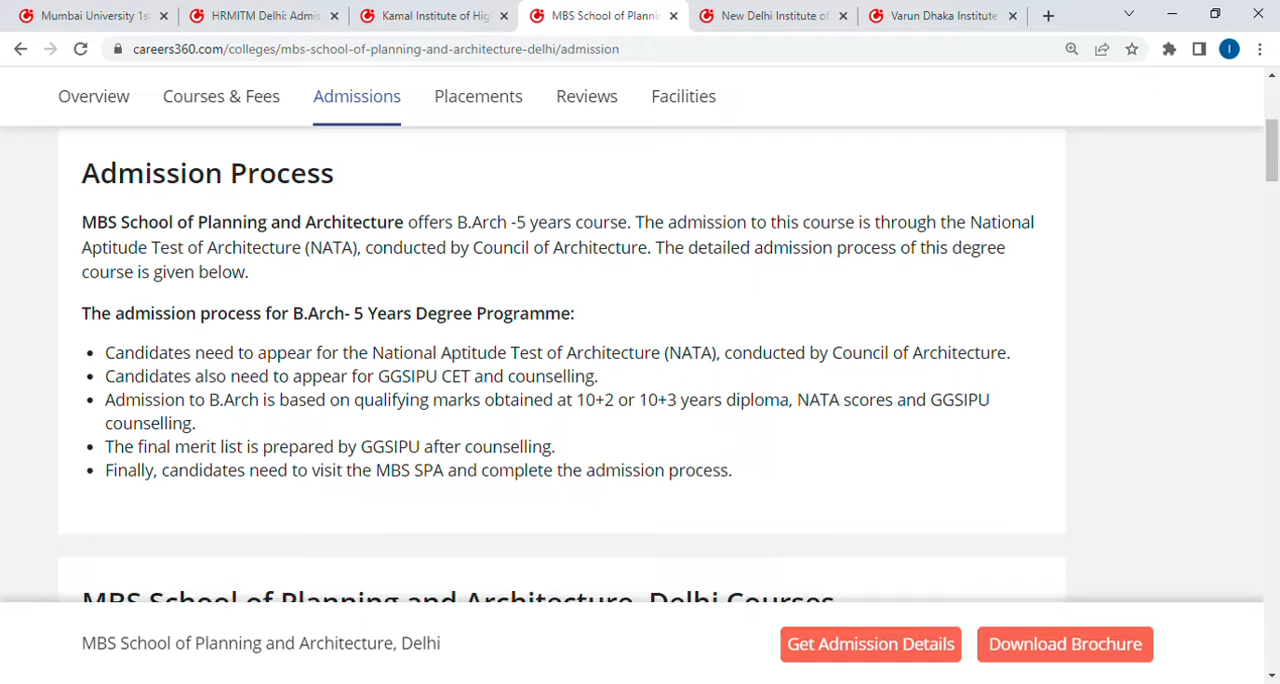 Mumbai University 1st
HRMITM Delhi: Admis
Kamal Institute of Hig
MBS School of Plannin
New Delhi Institute of
Varun Dhaka Institute
careers360.com/colleges/mbs-school-of-planning-and-architecture-delhi/admission
I
Overview Courses & Fees Admissions Placements Reviews Facilities
Admission Process
MBS School of Planning and Architecture offers B.Arch -5 years course. The admission to this course is through the National
Aptitude Test of Architecture (NATA), conducted by Council of Architecture. The detailed admission process of this degree
course is given below.
The admission process for B.Arch- 5 Years Degree Programme:
• Candidates need to appear for the National Aptitude Test of Architecture (NATA), conducted by Council of Architecture.
• Candidates also need to appear for GGSIPU CET and counselling.
• Admission to B.Arch is based on qualifying marks obtained at 10+2 or 10+3 years diploma, NATA scores and GGSIPU
counselling.
• The final merit list is prepared by GGSIPU after counselling.
• Finally, candidates need to visit the MBS SPA and complete the admission process.
MBS School of Planning and Architecture, Delhi Courses
MBS School of Planning and Architecture, Delhi
Get Admission Details
Download Brochure